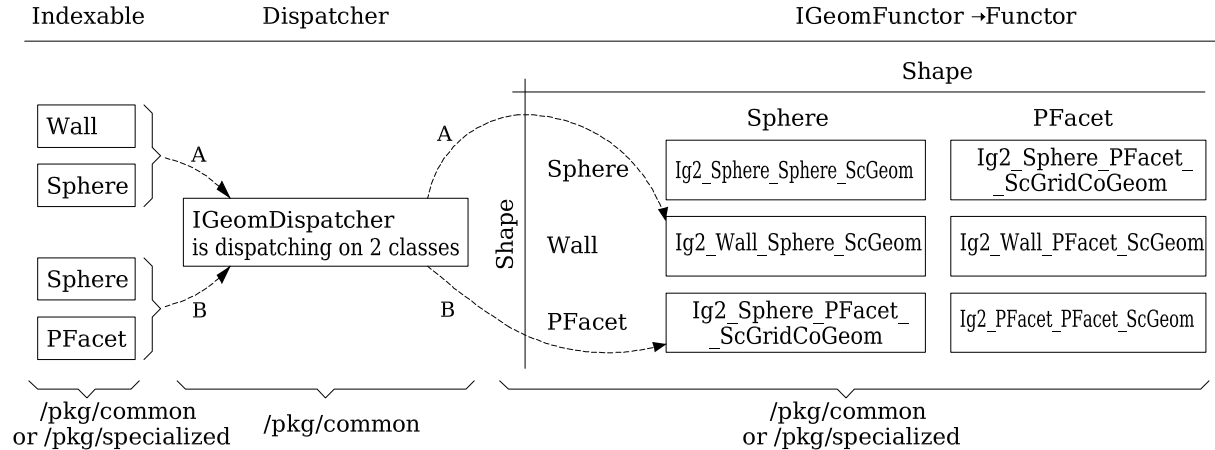 Indexable Dispatcher IGeomFunctor →Functor
Shape
Sphere PFacet
Wall
A
A
Sphere
Ig2_Sphere_Sphere_ScGeom
Ig2_Sphere_PFacet_
_ScGridCoGeom
Sphere
IGeomDispatcher
is dispatching on 2 classes
Shape
Wall
Ig2_Wall_Sphere_ScGeom
Ig2_Wall_PFacet_ScGeom
Sphere
B
B
PFacet
PFacet
Ig2_Sphere_PFacet_
_ScGridCoGeom
Ig2_PFacet_PFacet_ScGeom
/pkg/common
or /pkg/specialized
/pkg/common
/pkg/common
or /pkg/specialized